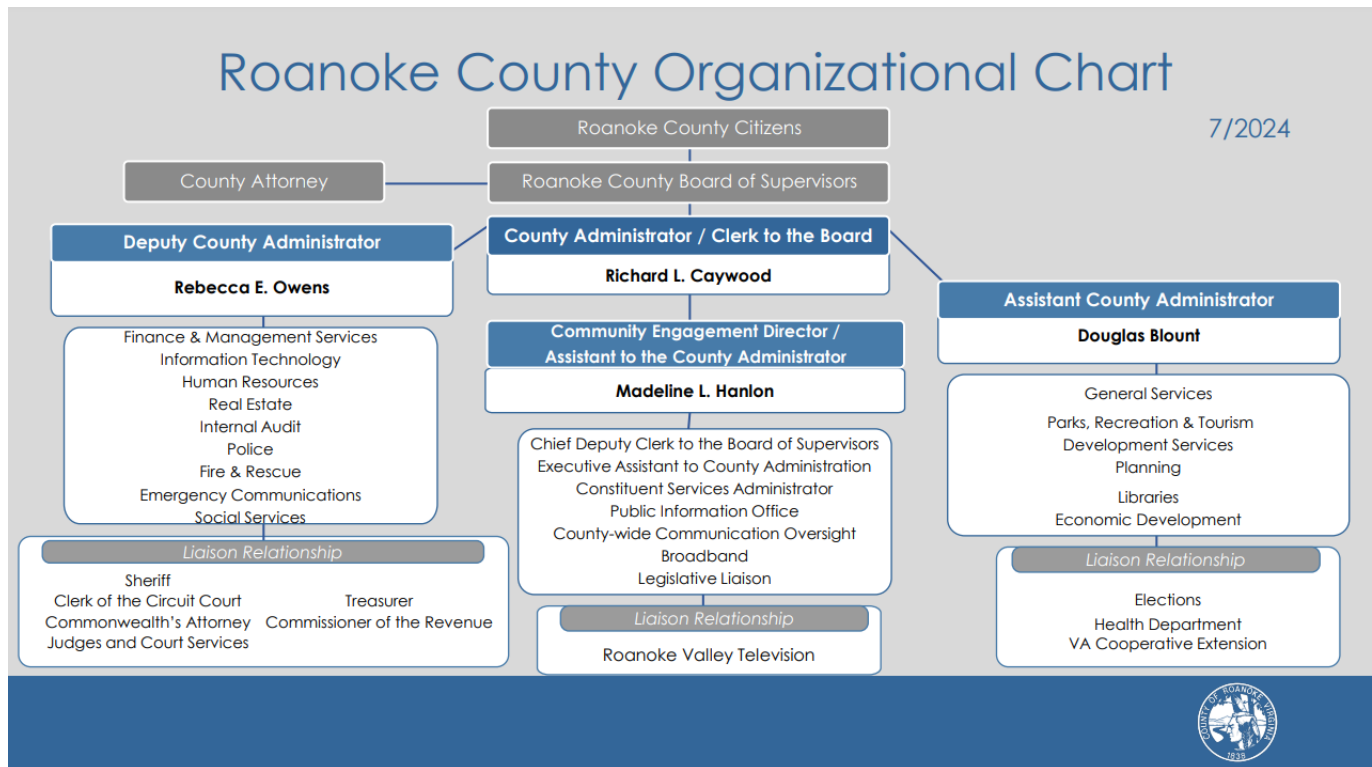 Roanoke County Organizational Chart
7/2024
Roanoke County Citizens
County Attorney
Roanoke County Board of Supervisors
Deputy County Administrator
Rebecca E. Owens
Finance & Management Services
Information Technology
Human Resources
Real Estate
Internal Audit
Police
Fire & Rescue
Emergency Communications
Social Services
Liaison Relationship
Sheriff
Clerk of the Circuit Court
Commonwealth's Attorney
Judges and Court Services
Treasurer
Commissioner of the Revenue
County Administrator / Clerk to the Board
Richard L. Caywood
Community Engagement Director /
Assistant to the County Administrator
Madeline L. Hanlon
Chief Deputy Clerk to the Board of Supervisors
Executive Assistant to County Administration
Constituent Services Administrator
Public Information Office
County-wide Communication Oversight
Broadband
Legislative Liaison
Liaison Relationship
Roanoke Valley Television
Assistant County Administrator
Douglas Blount
General Services
Parks, Recreation & Tourism
Development Services
Planning
Libraries
Economic Development
Liaison Relationship
Elections
Health Department
VA Cooperative Extension
COUNTY OF ROANOKE VIRGINIA
1838